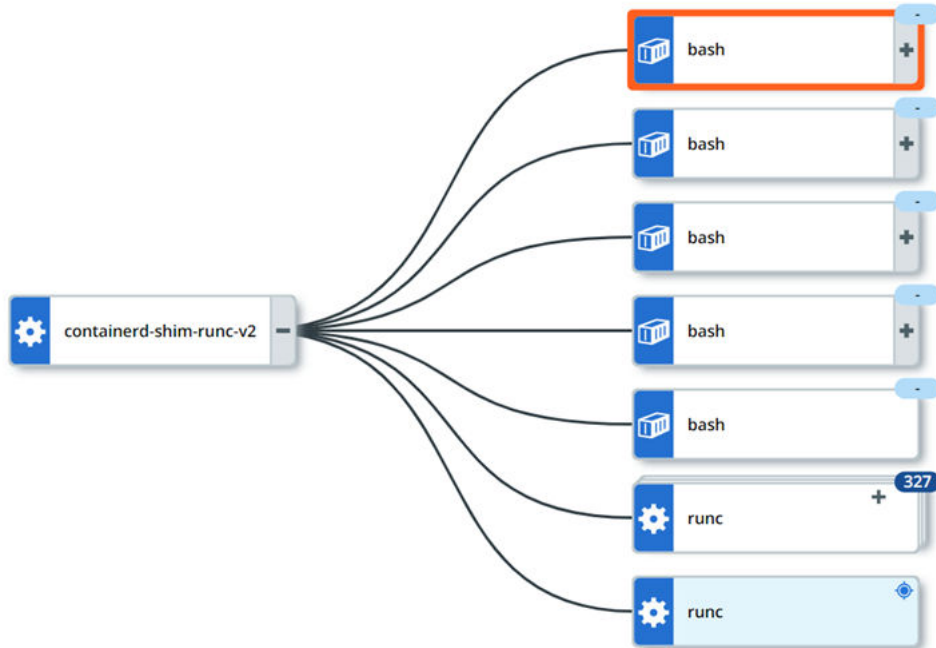 -
bash
-
bash
-
bash
containerd-shim-runc-v2
-
bash
-
bash
327
runc
runc